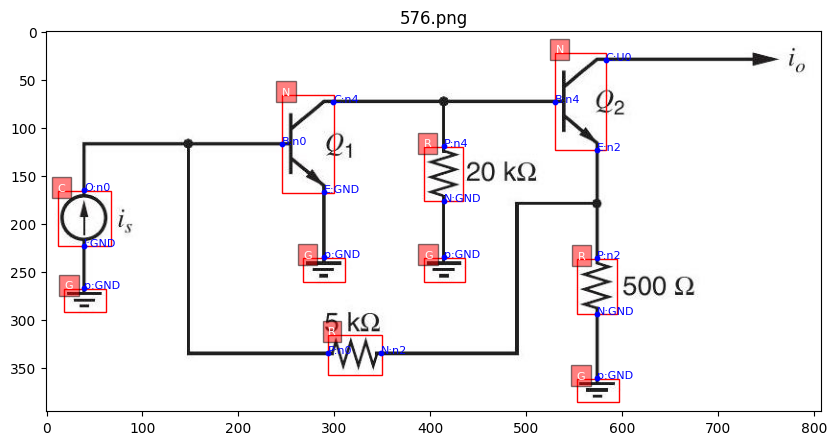 576.png
0
50
100
150
200
250
300
350
0
100
200
300
400
500
600
700
800
N
C:U0
i_o
B:n4
Q_2
E:n2
N
C:n4
B:n0
Q_1
E:GND
R
P:n4
20 kΩ
N:GND
C
O:n0
i_s
I:GND
G
p:GND
G
p:GND
G
p:GND
R
P:n2
500 Ω
N:GND
5 kΩ
R
P:n0
N:n2
G
p:GND